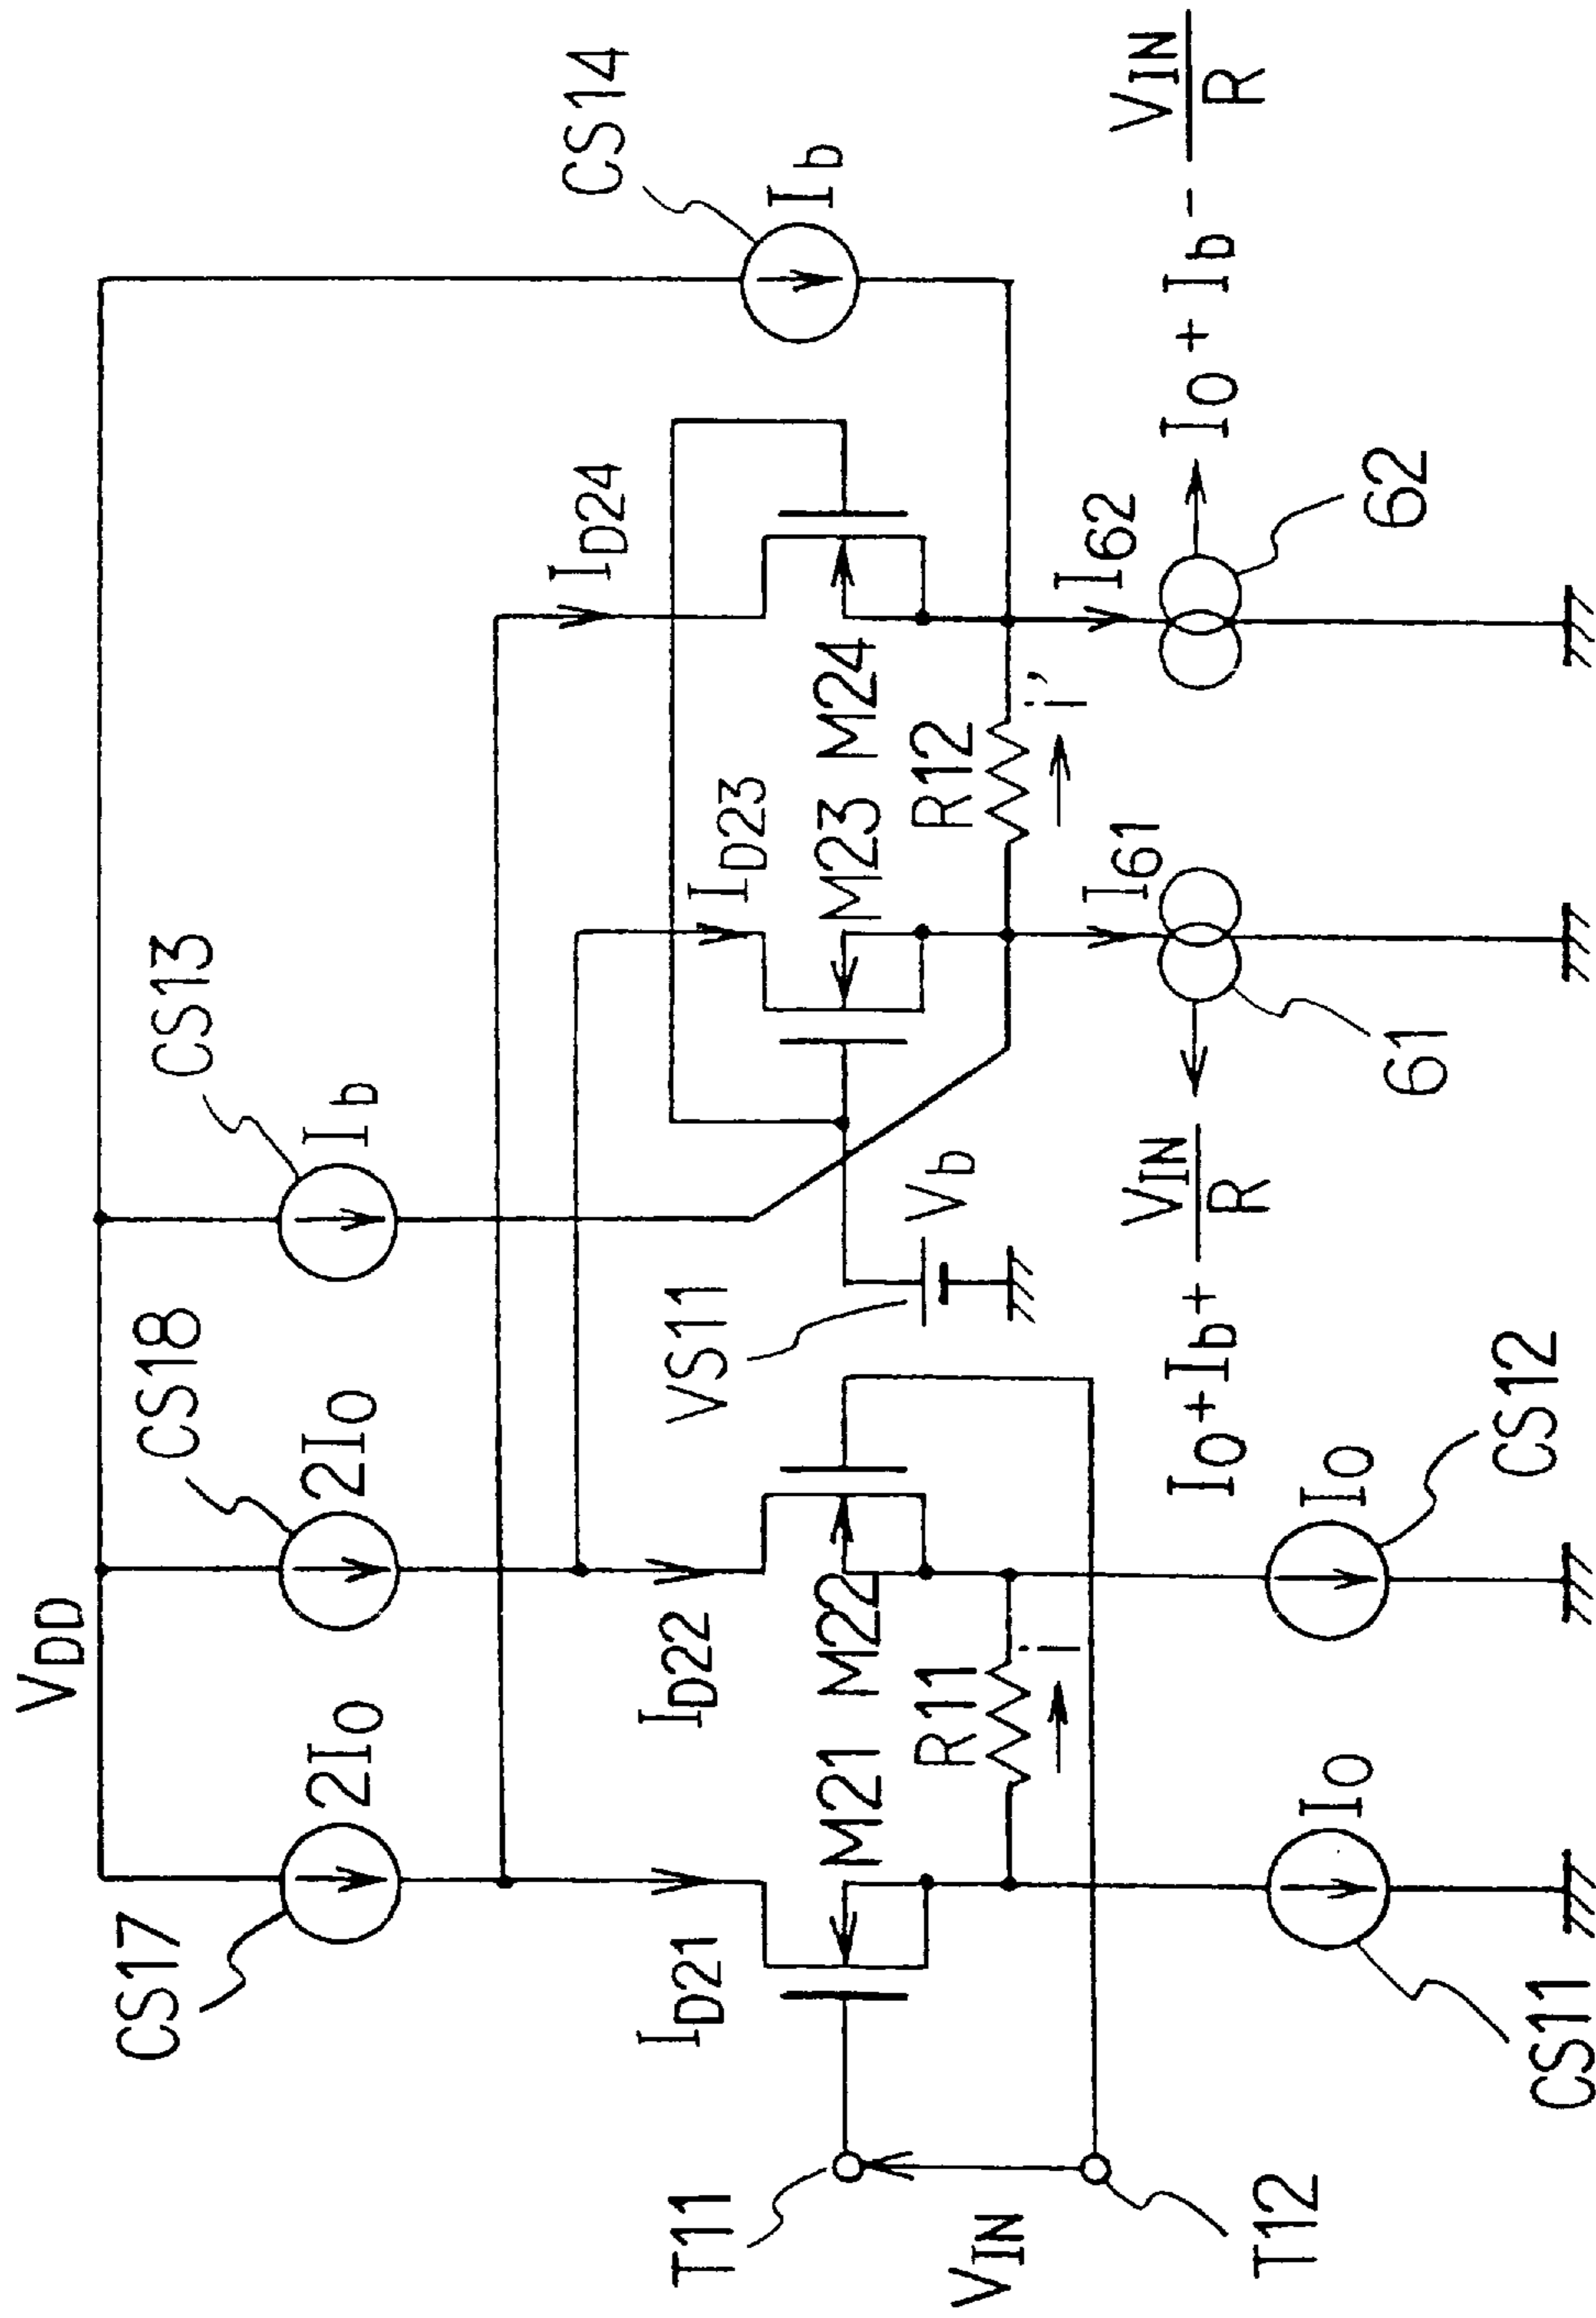 VDD
CS17
2IO
CS18
2IO
CS13
Ib
CS14
Ib
ID21
ID22
ID23
ID24
T11
VIN
T12
M21
M22
M23
M24
VS11
Vb
R11
i
R12
i'
I61
I62
IO
CS11
IO
CS12
IO+Ib+ VIN/R
61
62
IO+Ib- VIN/R